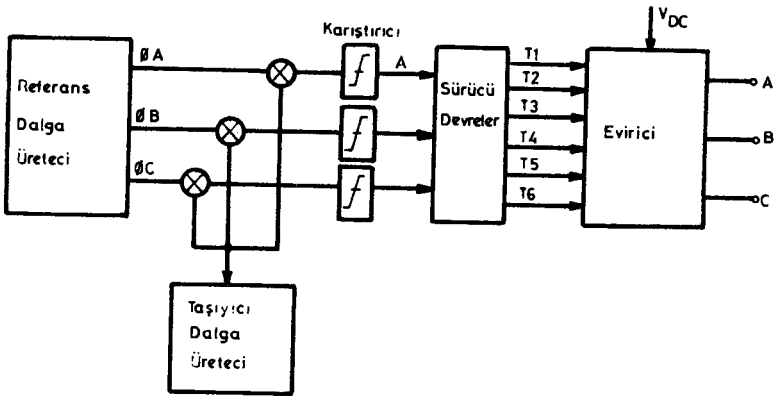 Referans
Dalga
Üreteci
ØA
ØB
ØC
Karıştırıcı
A
Sürücü
Devreler
T1
T2
T3
T4
T5
T6
VDC
Evirici
A
B
C
Taşıyıcı
Dalga
Üreteci